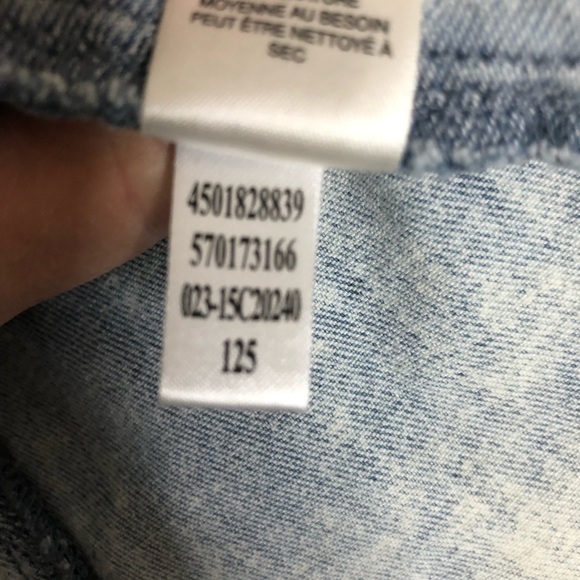 MOYENNE AU BESOIN
PEUT ÊTRE NETTOYÉ À
SEC
4501828839
570173166
023-15C20240
125